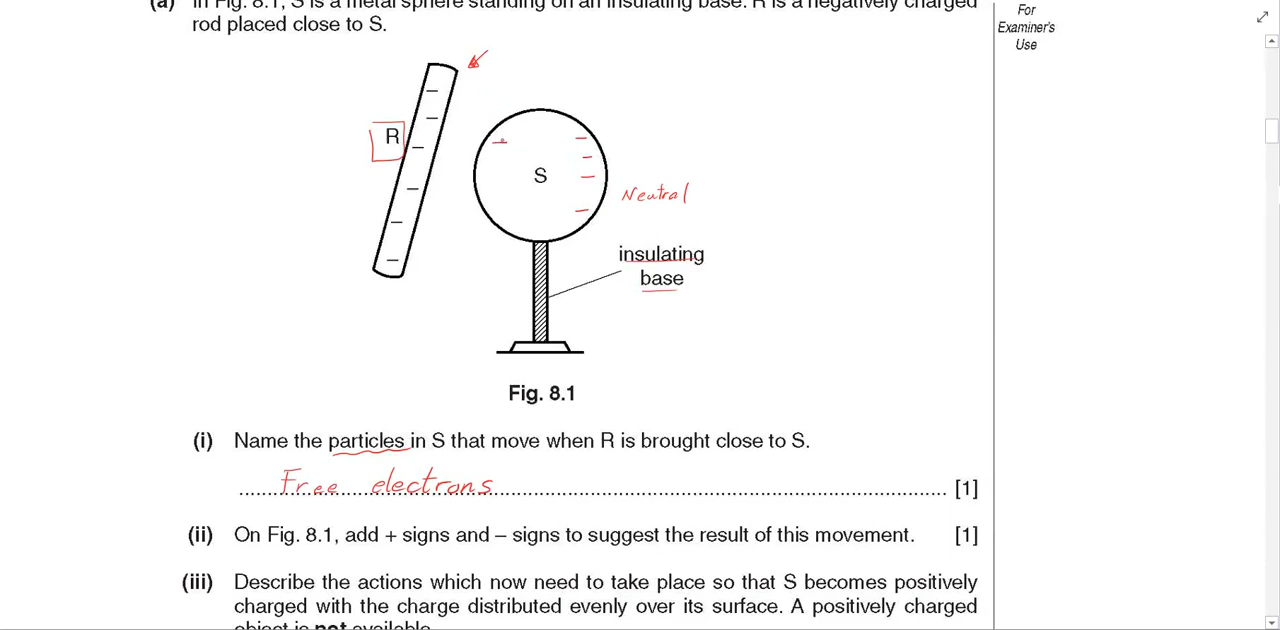 (a) In Fig. 8.1, S is a metal sphere standing on an insulating base. R is a negatively charged
rod placed close to S.
For
Examiner's
Use
R
S
Neutral
insulating
base
Fig. 8.1
(i) Name the particles in S that move when R is brought close to S.
Free electrons [1]
(ii) On Fig. 8.1, add + signs and – signs to suggest the result of this movement. [1]
(iii) Describe the actions which now need to take place so that S becomes positively
charged with the charge distributed evenly over its surface. A positively charged
object is not available.